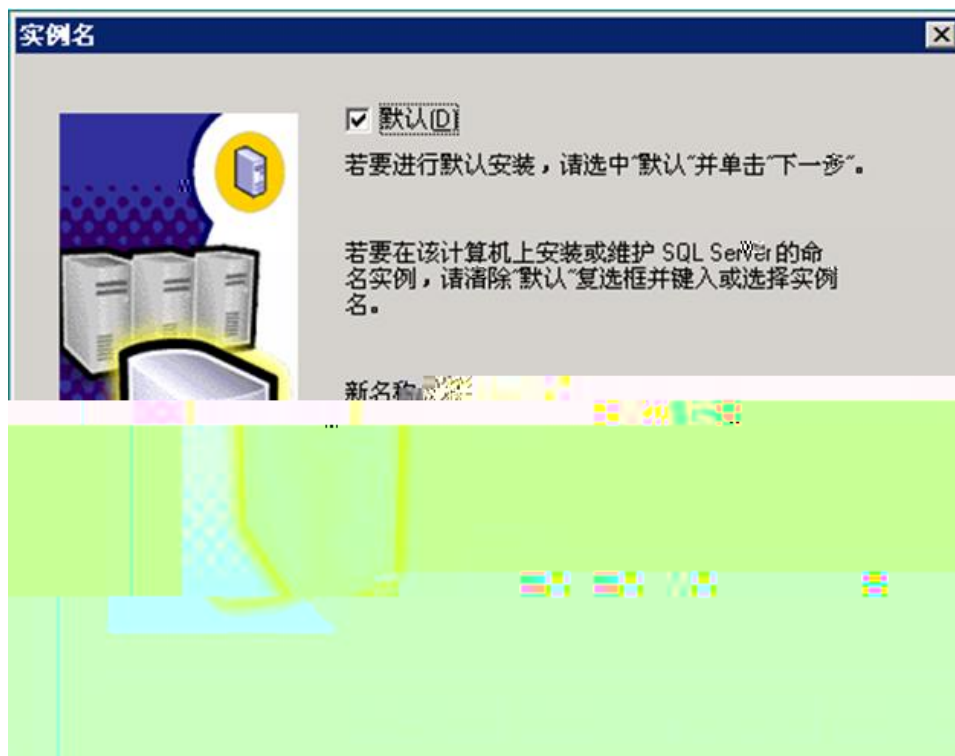 实例名
默认(D)
若要进行默认安装，请选中"默认"并单击"下一步"。
若要在该计算机上安装或维护 SQL Server 的命
名实例，请清除"默认"复选框并键入或选择实例
名。
新名称